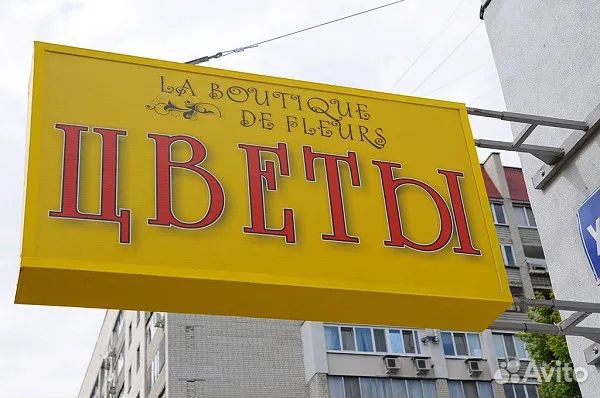 LA BOUTIQUE
DE FLEURS
ЦВЕТЫ
Avito